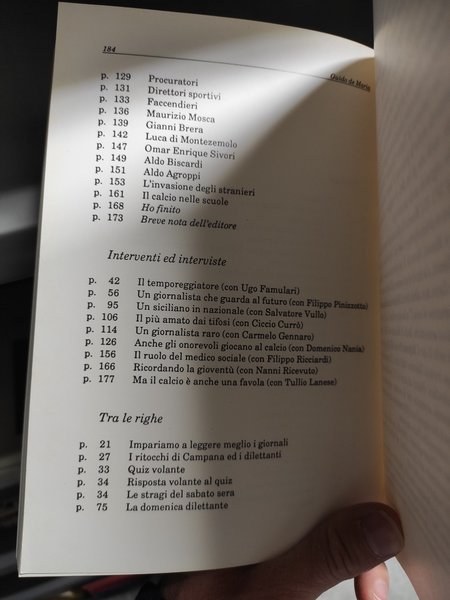 184
Guido de Maria
p. 129 Procuratori
p. 131 Direttori sportivi
p. 133 Faccendieri
p. 136 Maurizio Mosca
p. 139 Gianni Brera
p. 142 Luca di Montezemolo
p. 147 Omar Enrique Sivori
p. 149 Aldo Biscardi
p. 151 Aldo Agroppi
p. 153 L'invasione degli stranieri
p. 161 Il calcio nelle scuole
p. 168 Ho finito
p. 173 Breve nota dell'editore
Interventi ed interviste
p. 42 Il temporeggiatore (con Ugo Famulari)
p. 56 Un giornalista che guarda al futuro (con Filippo Pinizzotto)
p. 95 Un siciliano in nazionale (con Salvatore Vullo)
p. 106 Il più amato dai tifosi (con Ciccio Currò)
p. 114 Un giornalista raro (con Carmelo Gennaro)
p. 126 Anche gli onorevoli giocano al calcio (con Domenico Nania)
p. 156 Il ruolo del medico sociale (con Filippo Ricciardi)
p. 166 Ricordando la gioventù (con Nanni Ricevuto)
p. 177 Ma il calcio è anche una favola (con Tullio Lanese)
Tra le righe
p. 21 Impariamo a leggere meglio i giornali
p. 27 I ritocchi di Campana ed i dilettanti
p. 33 Quiz volante
p. 34 Risposta volante al quiz
p. 34 Le stragi del sabato sera
p. 75 La domenica dilettante